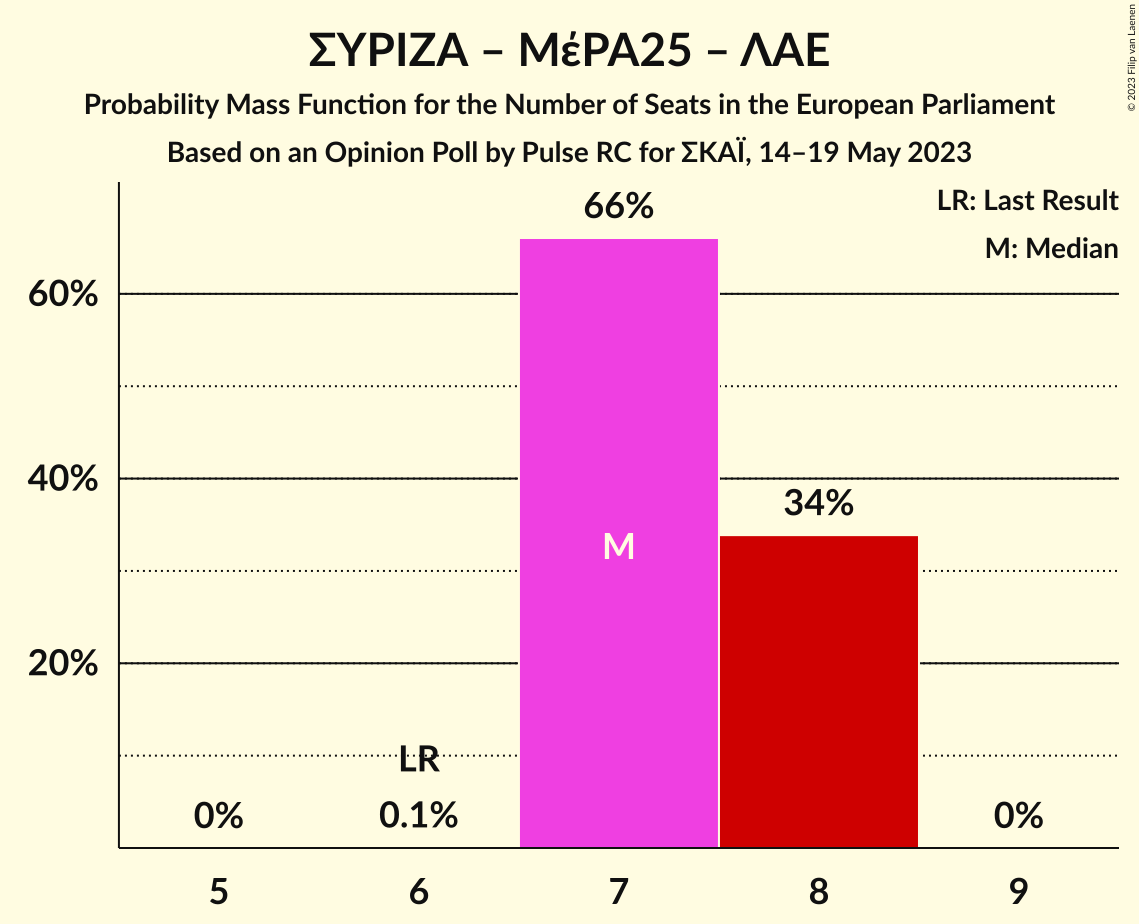 ΣΥΡΙΖΑ – ΜέΡΑ25 – ΛΑΕ
Probability Mass Function for the Number of Seats in the European Parliament
Based on an Opinion Poll by Pulse RC for ΣΚΑΪ, 14–19 May 2023
© 2023 Filip van Laenen
LR: Last Result
M: Median
66%
60%
40%
34%
M
20%
LR
0%
0.1%
0%
5
6
7
8
9